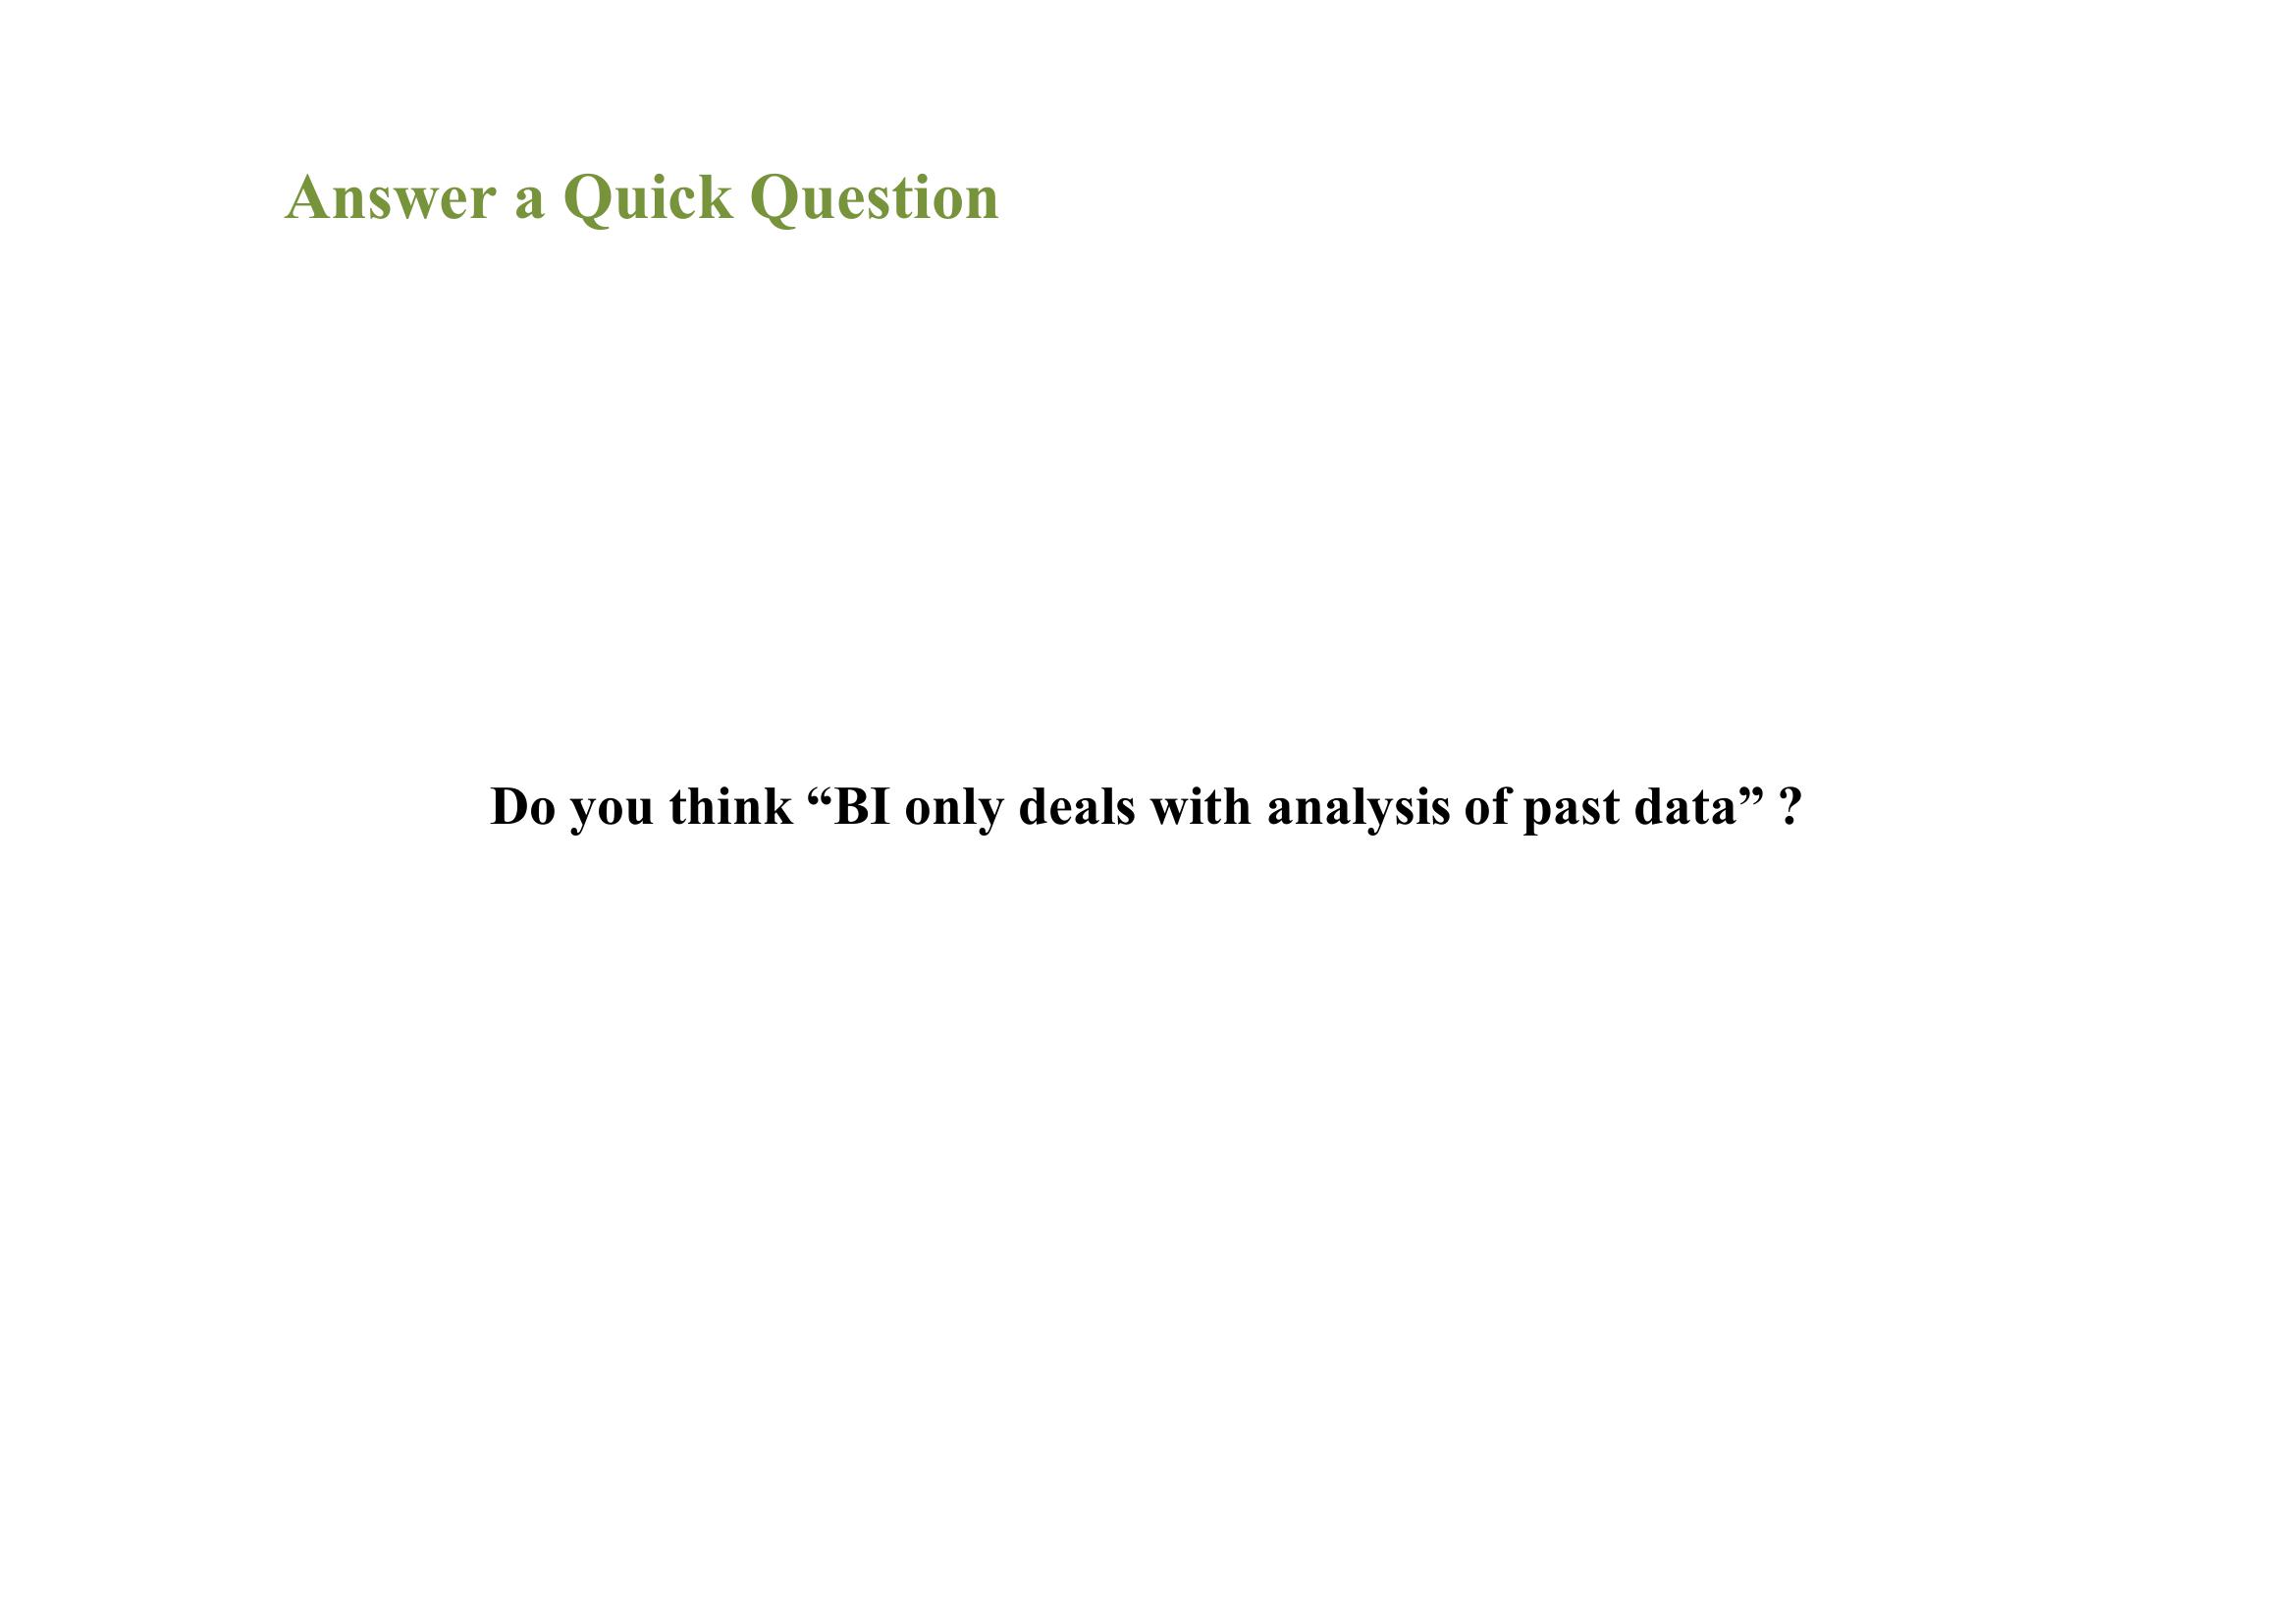 Answer a Quick Question
Do you think “BI only deals with analysis of past data” ?